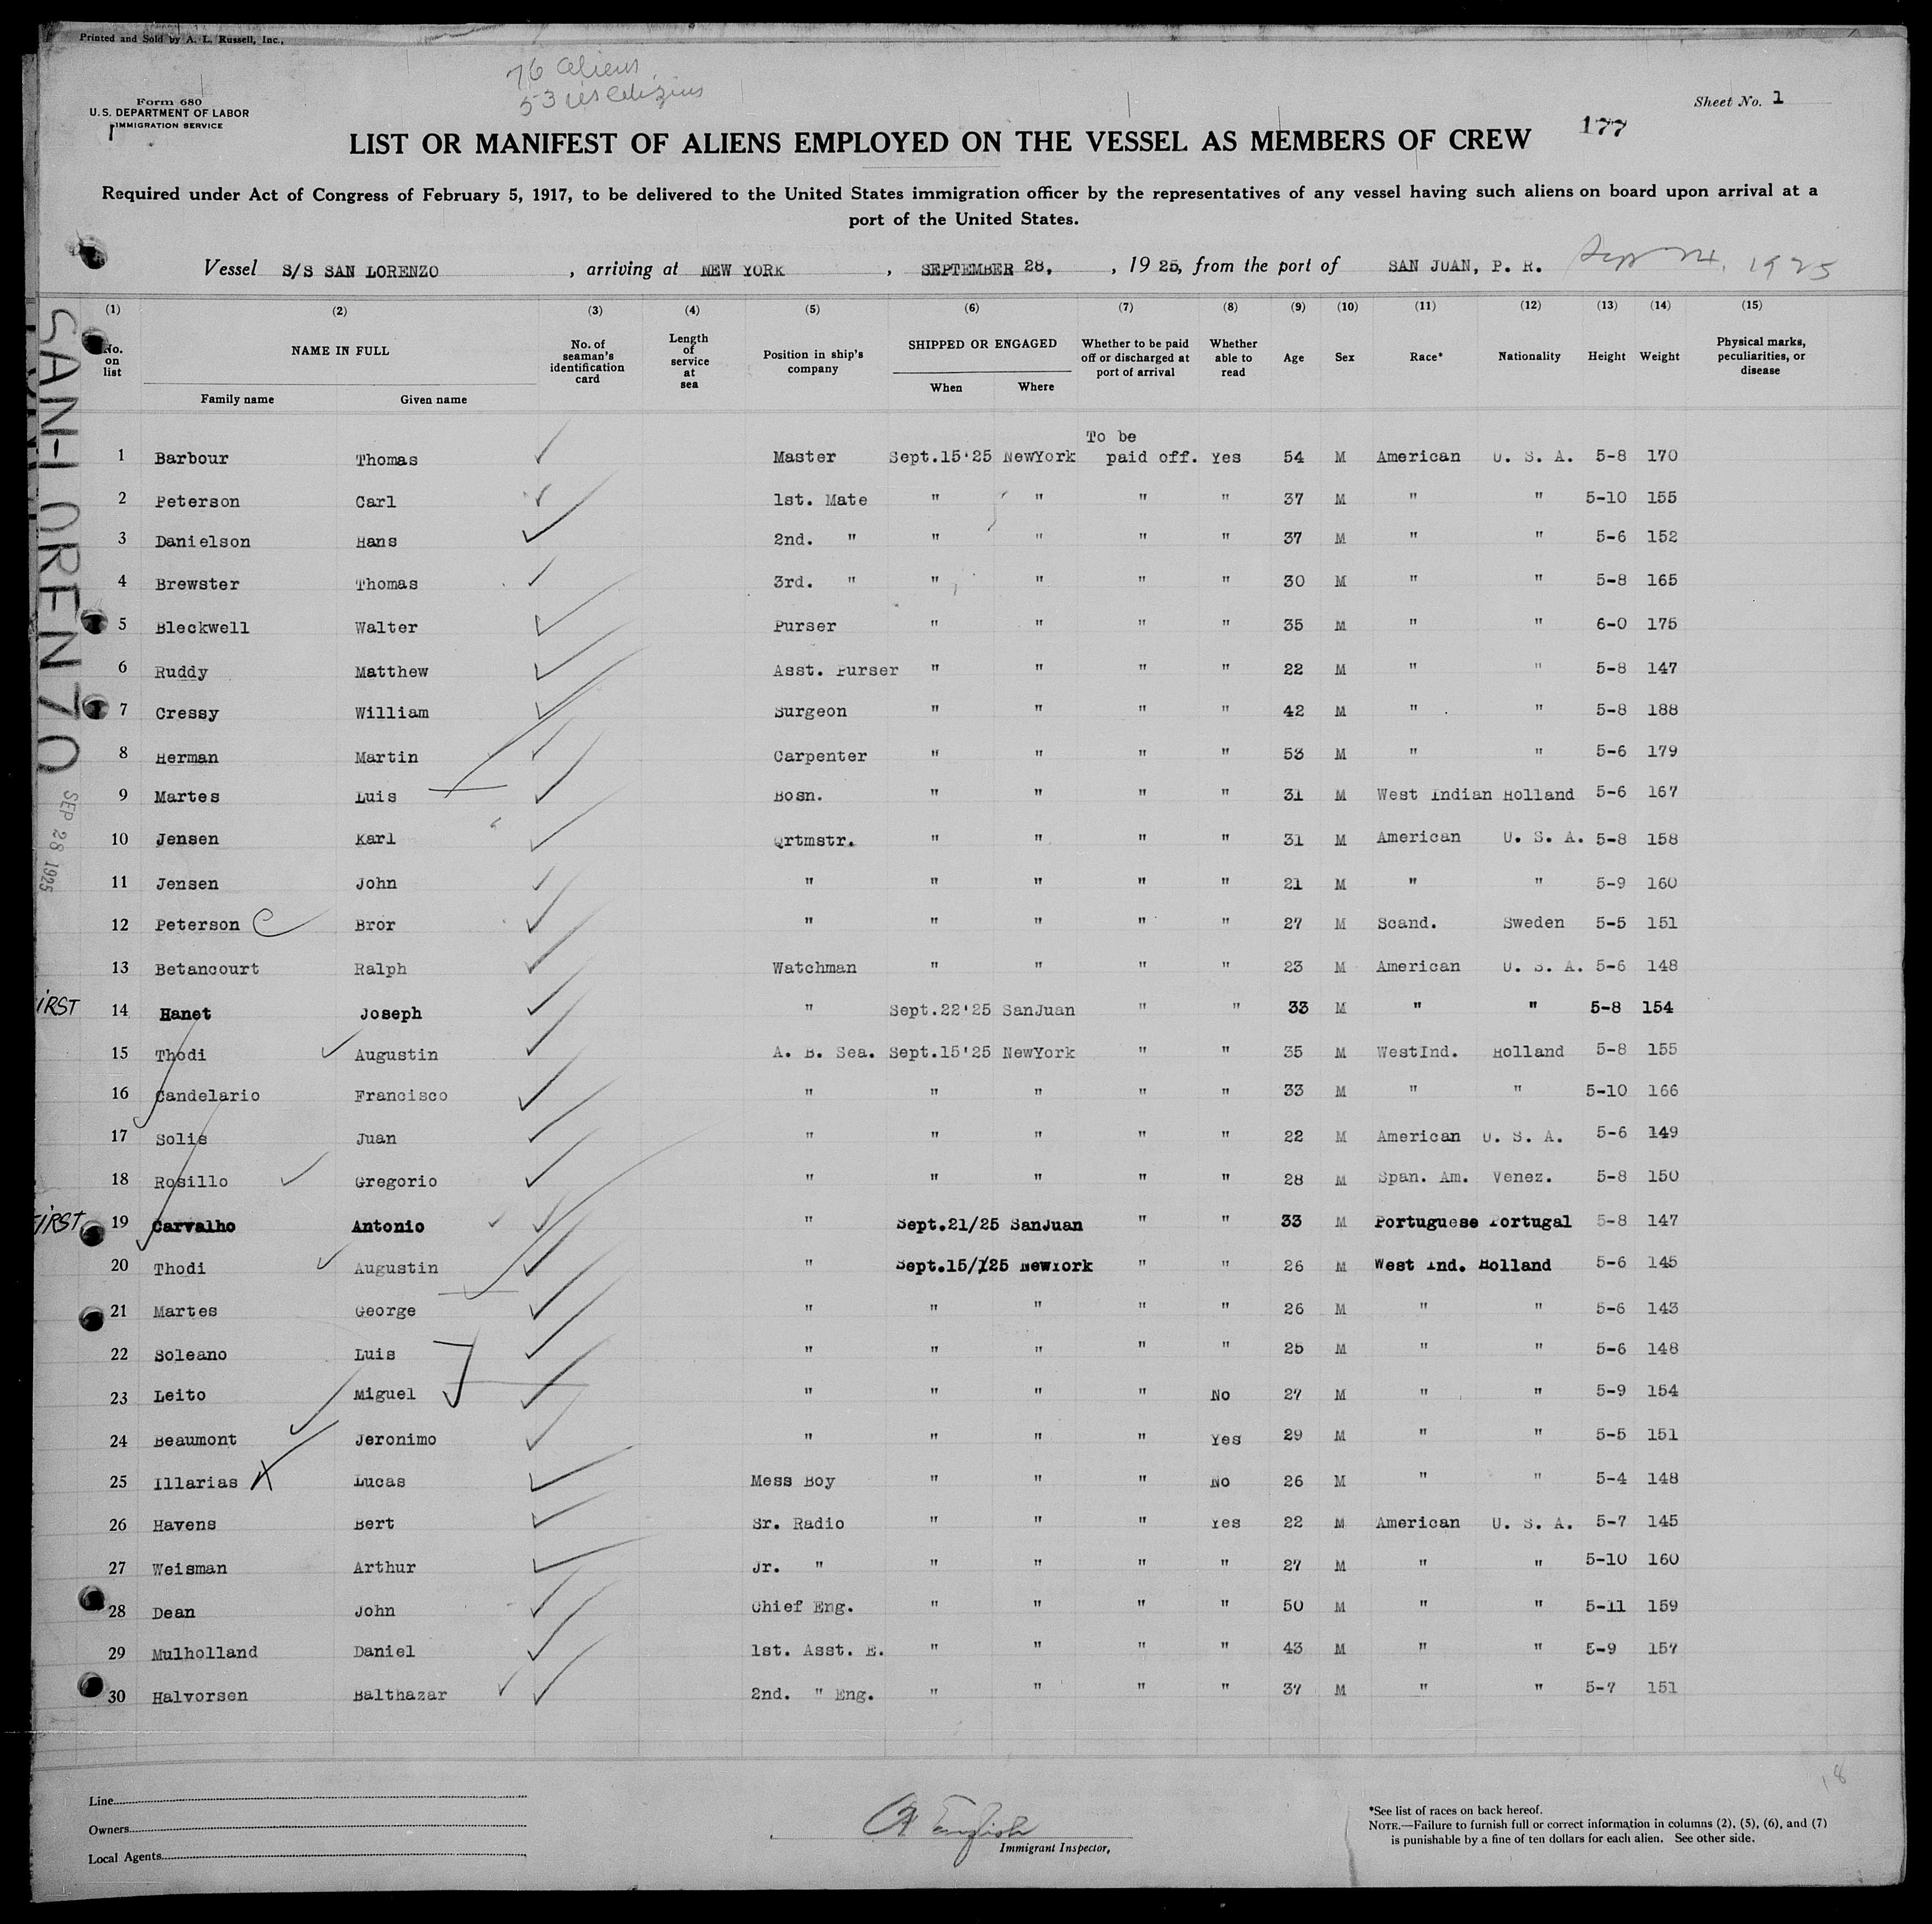 Printed and Sold by A. L. Russell, Inc.,
76 aliens
53 US Citizens
Form 680
U.S. DEPARTMENT OF LABOR
IMMIGRATION SERVICE
Sheet No. 1
177
LIST OR MANIFEST OF ALIENS EMPLOYED ON THE VESSEL AS MEMBERS OF CREW
Required under Act of Congress of February 5, 1917, to be delivered to the United States immigration officer by the representatives of any vessel having such aliens on board upon arrival at a
port of the United States.
Vessel S/S SAN LORENZO , arriving at NEW YORK , SEPTEMBER 28, , 19 25, from the port of SAN JUAN, P. R. Sep 24, 1925
SAN LORENZO
SEP 28 1925
(1) (2) (3) (4) (5) (6) (7) (8) (9) (10) (11) (12) (13) (14) (15)
No. on list NAME IN FULL Family name Given name No. of seaman's identification card Length of service at sea Position in ship's company SHIPPED OR ENGAGED When Where Whether to be paid off or discharged at port of arrival Whether able to read Age Sex Race* Nationality Height Weight Physical marks, peculiarities, or disease
1 Barbour Thomas Master Sept.15'25 NewYork To be paid off. Yes 54 M American U. S. A. 5-8 170
2 Peterson Carl 1st. Mate " " " " 37 M " " 5-10 155
3 Danielson Hans 2nd. " " " " " 37 M " " 5-6 152
4 Brewster Thomas 3rd. " " " " " 30 M " " 5-8 165
5 Bleckwell Walter Purser " " " " 35 M " " 6-0 175
6 Ruddy Matthew Asst. Purser " " " " 22 M " " 5-8 147
7 Cressy William Surgeon " " " " 42 M " " 5-8 188
8 Herman Martin Carpenter " " " " 53 M " " 5-6 179
9 Martes Luis Bosn. " " " " 31 M West Indian Holland 5-6 167
10 Jensen Karl Qrtmstr. " " " " 31 M American U. S. A. 5-8 158
11 Jensen John " " " " " 21 M " " 5-9 160
12 Peterson C Bror " " " " " 27 M Scand. Sweden 5-5 151
13 Betancourt Ralph Watchman " " " " 23 M American U. S. A. 5-6 148
FIRST 14 Hanet Joseph " Sept.22'25 SanJuan " " 33 M " " 5-8 154
15 Thodi Augustin A. B. Sea. Sept.15'25 NewYork " " 35 M WestInd. Holland 5-8 155
16 Candelario Francisco " " " " " 33 M " " 5-10 166
17 Solis Juan " " " " " 22 M American U. S. A. 5-6 149
18 Rosillo Gregorio " " " " " 28 M Span. Am. Venez. 5-8 150
FIRST 19 Carvalho Antonio " Sept.21/25 SanJuan " " 33 M Portuguese Portugal 5-8 147
20 Thodi Augustin " Sept.15/25 NewYork " " 26 M West Ind. Holland 5-6 145
21 Martes George " " " " " 26 M " " 5-6 143
22 Soleano Luis " " " " " 25 M " " 5-6 148
23 Leito Miguel " " " " No 27 M " " 5-9 154
24 Beaumont Jeronimo " " " " Yes 29 M " " 5-5 151
25 Illarias X Lucas Mess Boy " " " No 26 M " " 5-4 148
26 Havens Bert Sr. Radio " " " Yes 22 M American U. S. A. 5-7 145
27 Weisman Arthur Jr. " " " " " 27 M " " 5-10 160
28 Dean John Chief Eng. " " " " 50 M " " 5-11 159
29 Mulholland Daniel 1st. Asst. E. " " " " 43 M " " 5-9 157
30 Halvorsen Balthazar 2nd. " Eng. " " " " 37 M " " 5-7 151
18
Line
Owners
Local Agents
English
Immigrant Inspector,
*See list of races on back hereof.
NOTE.—Failure to furnish full or correct information in columns (2), (5), (6), and (7)
is punishable by a fine of ten dollars for each alien. See other side.